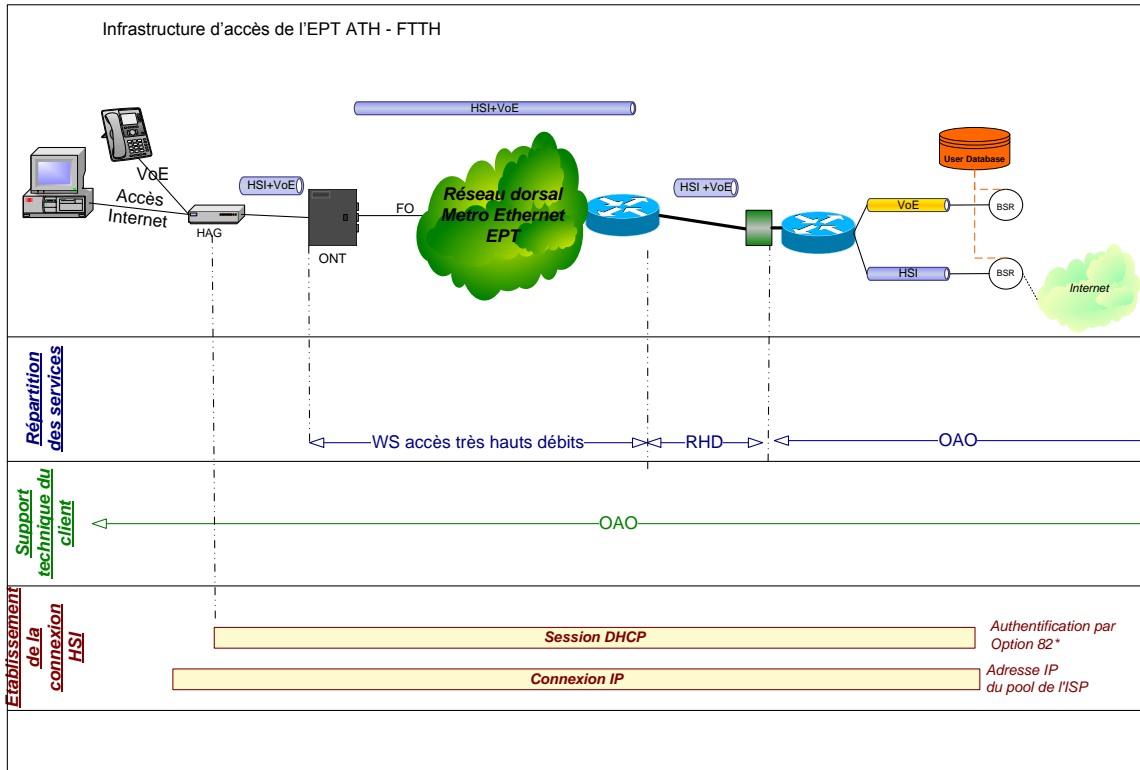 Infrastructure d'accès de l'EPT ATH - FTTH
HSI+VoE
VoE
Accès
Internet
HAG
HSI+VoE
ONT
FO
Réseau dorsal
Metro Ethernet
EPT
HSI +VoE
User Database
VoE
BSR
HSI
BSR
Internet
Répartition
des services
WS accès très hauts débits
RHD
OAO
Support
technique du
client
OAO
Etablissement
de la
connexion
HSI
Session DHCP
Authentification par
Option 82*
Connexion IP
Adresse IP
du pool de l'ISP